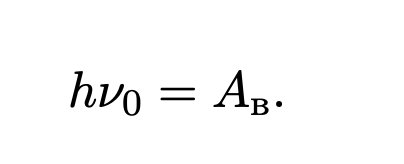 hν₀ = Aв.